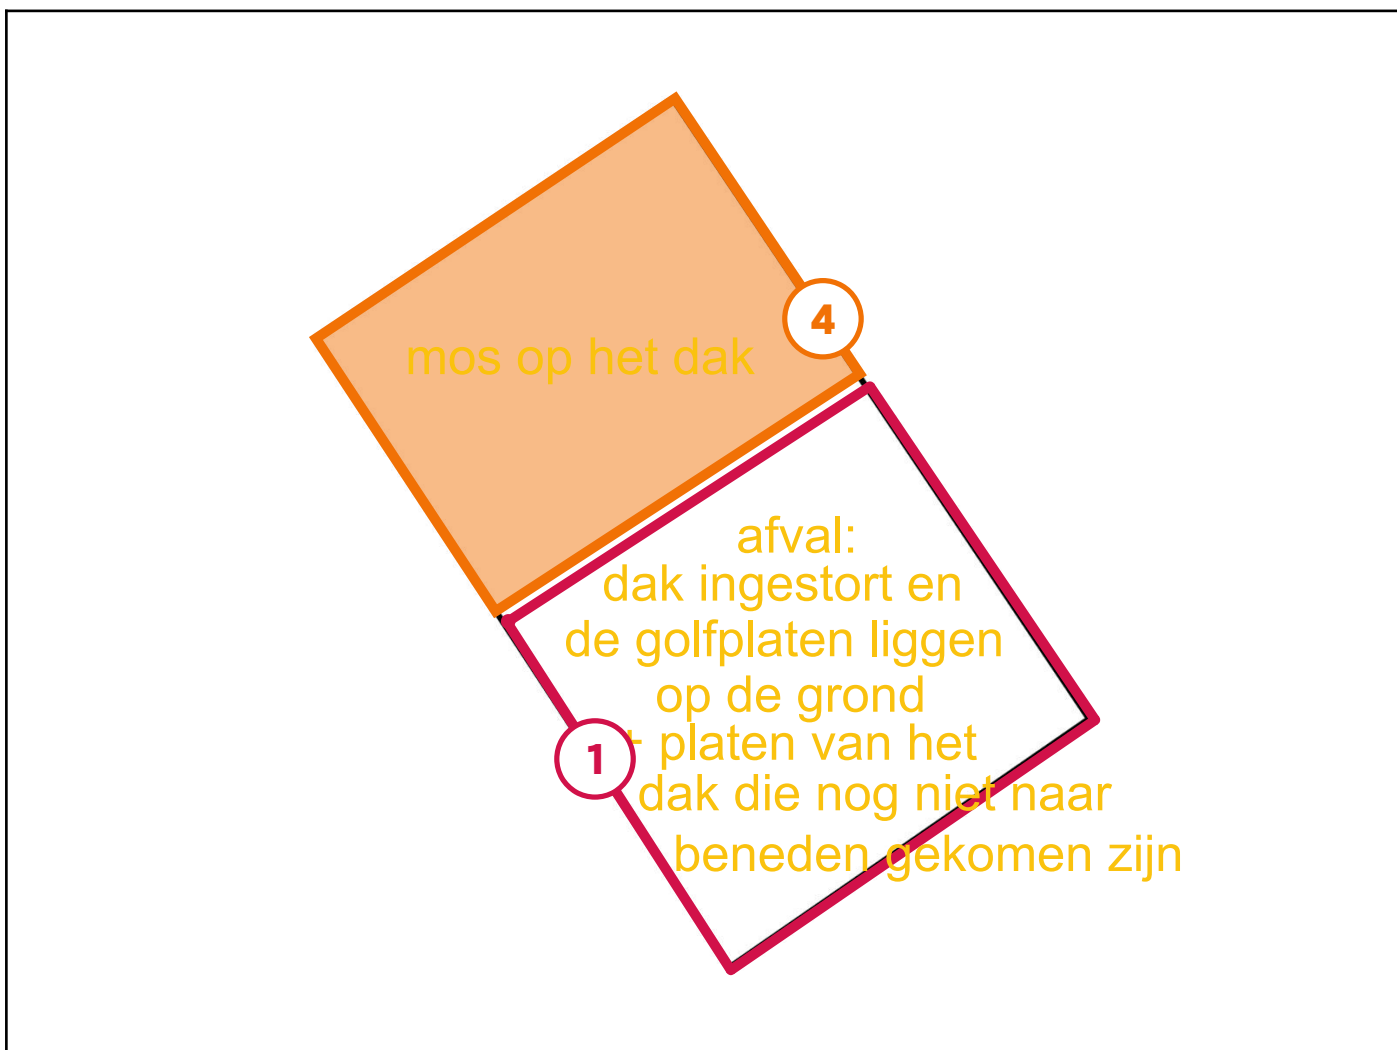 4
mos op het dak
afval:
dak ingestort en
de golfplaten liggen
op de grond
+ platen van het
1
dak die nog niet naar
beneden gekomen zijn